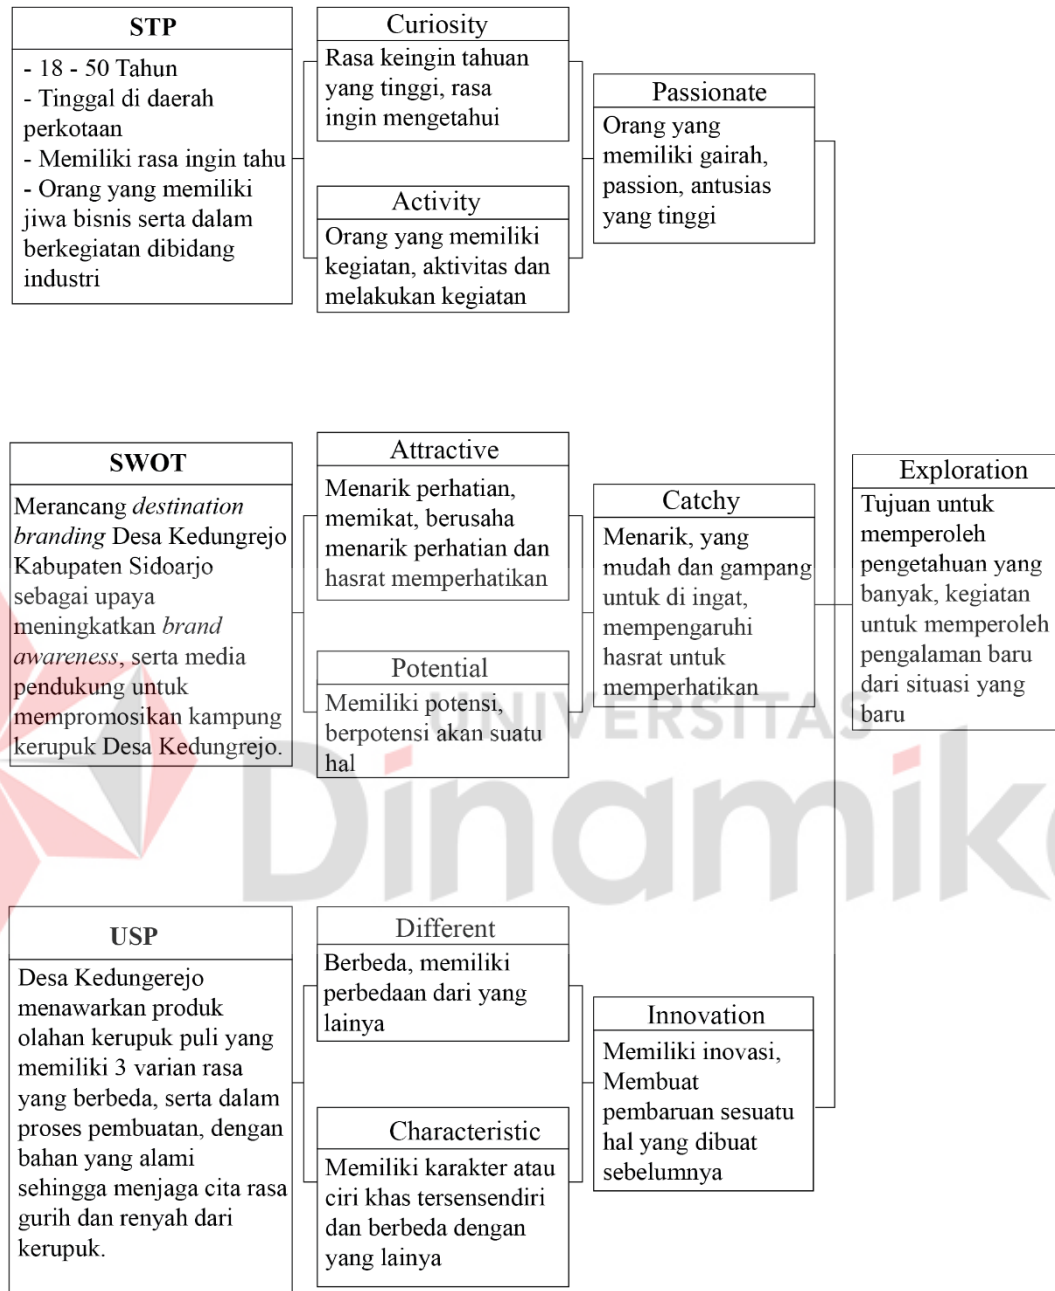 STP
- 18 - 50 Tahun
- Tinggal di daerah
perkotaan
- Memiliki rasa ingin tahu
- Orang yang memiliki
jiwa bisnis serta dalam
berkegiatan dibidang
industri
Curiosity
Rasa keingin tahuan
yang tinggi, rasa
ingin mengetahui
Activity
Orang yang memiliki
kegiatan, aktivitas dan
melakukan kegiatan
Passionate
Orang yang
memiliki gairah,
passion, antusias
yang tinggi
SWOT
Merancang destination
branding Desa Kedungrejo
Kabupaten Sidoarjo
sebagai upaya
meningkatkan brand
awareness, serta media
pendukung untuk
mempromosikan kampung
kerupuk Desa Kedungrejo.
Attractive
Menarik perhatian,
memikat, berusaha
menarik perhatian dan
hasrat memperhatikan
Potential
Memiliki potensi,
berpotensi akan suatu
hal
Catchy
Menarik, yang
mudah dan gampang
untuk di ingat,
mempengaruhi
hasrat untuk
memperhatikan
Exploration
Tujuan untuk
memperoleh
pengetahuan yang
banyak, kegiatan
untuk memperoleh
pengalaman baru
dari situasi yang
baru
UNIVERSITAS
Dinamika
USP
Desa Kedungerejo
menawarkan produk
olahan kerupuk puli yang
memiliki 3 varian rasa
yang berbeda, serta dalam
proses pembuatan, dengan
bahan yang alami
sehingga menjaga cita rasa
gurih dan renyah dari
kerupuk.
Different
Berbeda, memiliki
perbedaan dari yang
lainya
Characteristic
Memiliki karakter atau
ciri khas tersensendiri
dan berbeda dengan
yang lainya
Innovation
Memiliki inovasi,
Membuat
pembaruan sesuatu
hal yang dibuat
sebelumnya